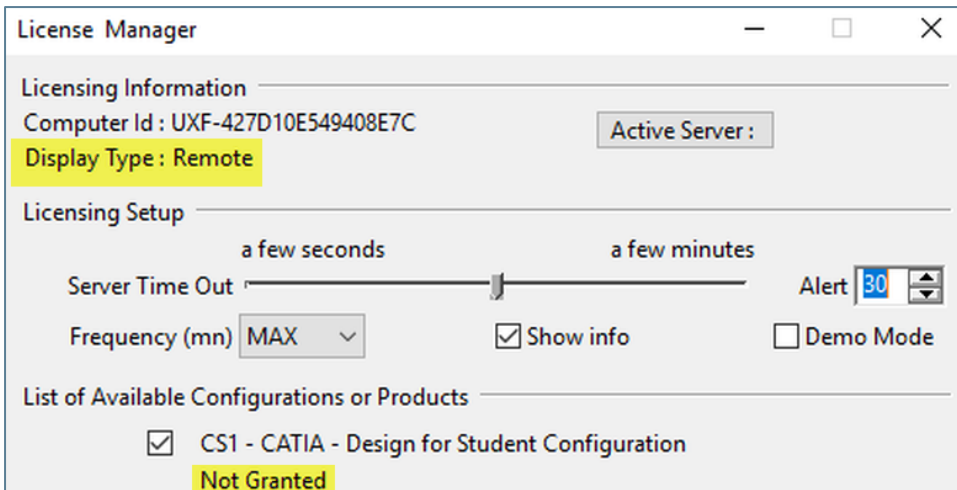 License Manager
Licensing Information
Computer Id : UXF-427D10E549408E7C
Active Server :
Display Type : Remote
Licensing Setup
a few seconds a few minutes
Server Time Out Alert 30
Frequency (mn) MAX Show info Demo Mode
List of Available Configurations or Products
CS1 - CATIA - Design for Student Configuration
Not Granted